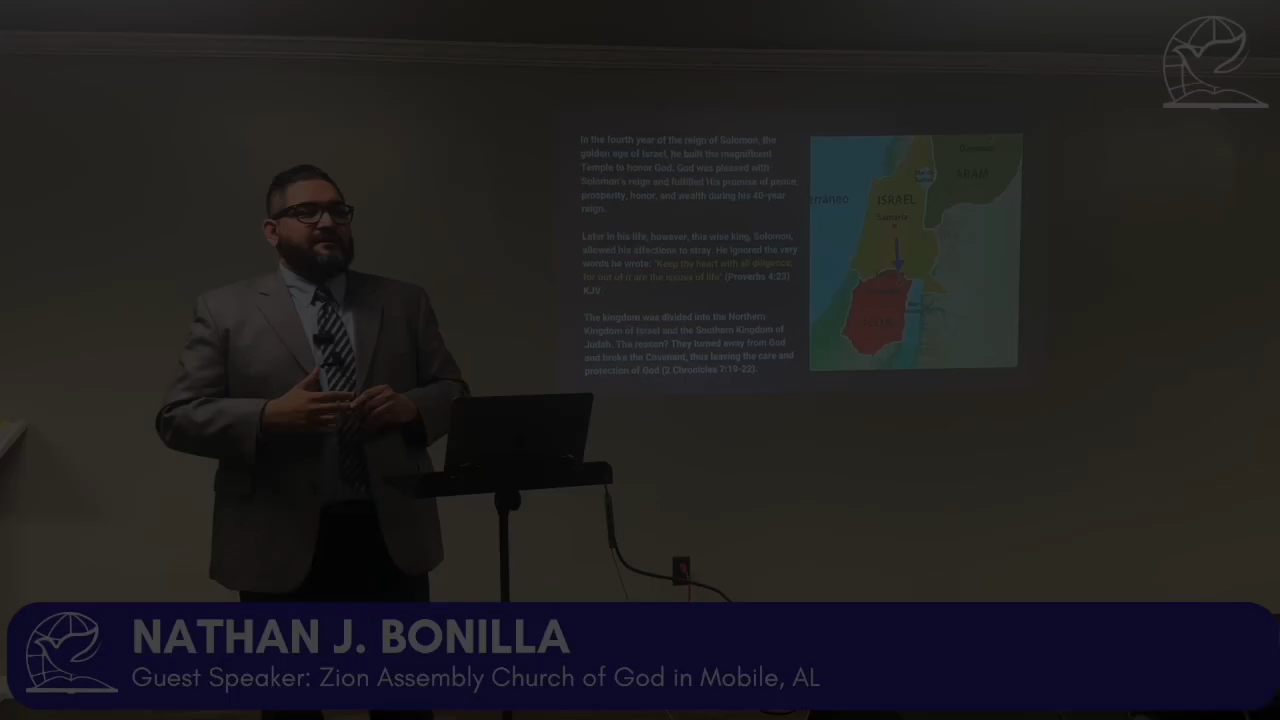 In the fourth year of the reign of Solomon, the
golden age of Israel, he built the magnificent
Temple to honor God. God was pleased with
Solomon's reign and fulfilled His promise of peace,
prosperity, honor, and wealth during his 40-year
reign.
Later in his life, however, this wise king, Solomon,
allowed his affections to stray. He ignored the very
words he wrote: "Keep thy heart with all diligence;
for out of it are the issues of life" (Proverbs 4:23)
KJV.
The kingdom was divided into the Northern
Kingdom of Israel and the Southern Kingdom of
Judah. The reason? They turned away from God
and broke the Covenant, thus leaving the care and
protection of God (2 Chronicles 7:19-22).
ARAM
rráneo
ISRAEL
Samaria
NATHAN J. BONILLA
Guest Speaker: Zion Assembly Church of God in Mobile, AL